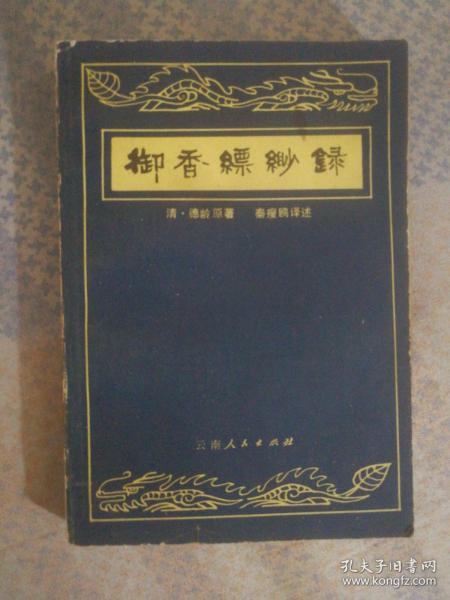 御香缥缈录
清·德龄原著 秦瘦鸥译述
云南人民出版社
孔夫子旧书网
www.kongfz.com